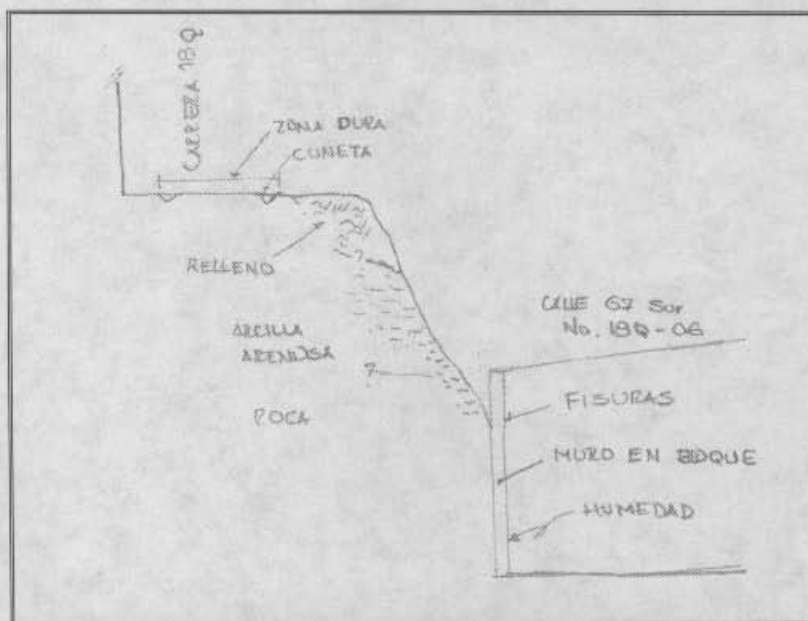 CARRERA 18Q
ZONA DURA
CUNETA
RELLENO
ARCILLA
ARENOSA
?
?
ROCA
CALLE 67 Sur
No. 18Q-06
FISURAS
MURO EN BLOQUE
HUMEDAD